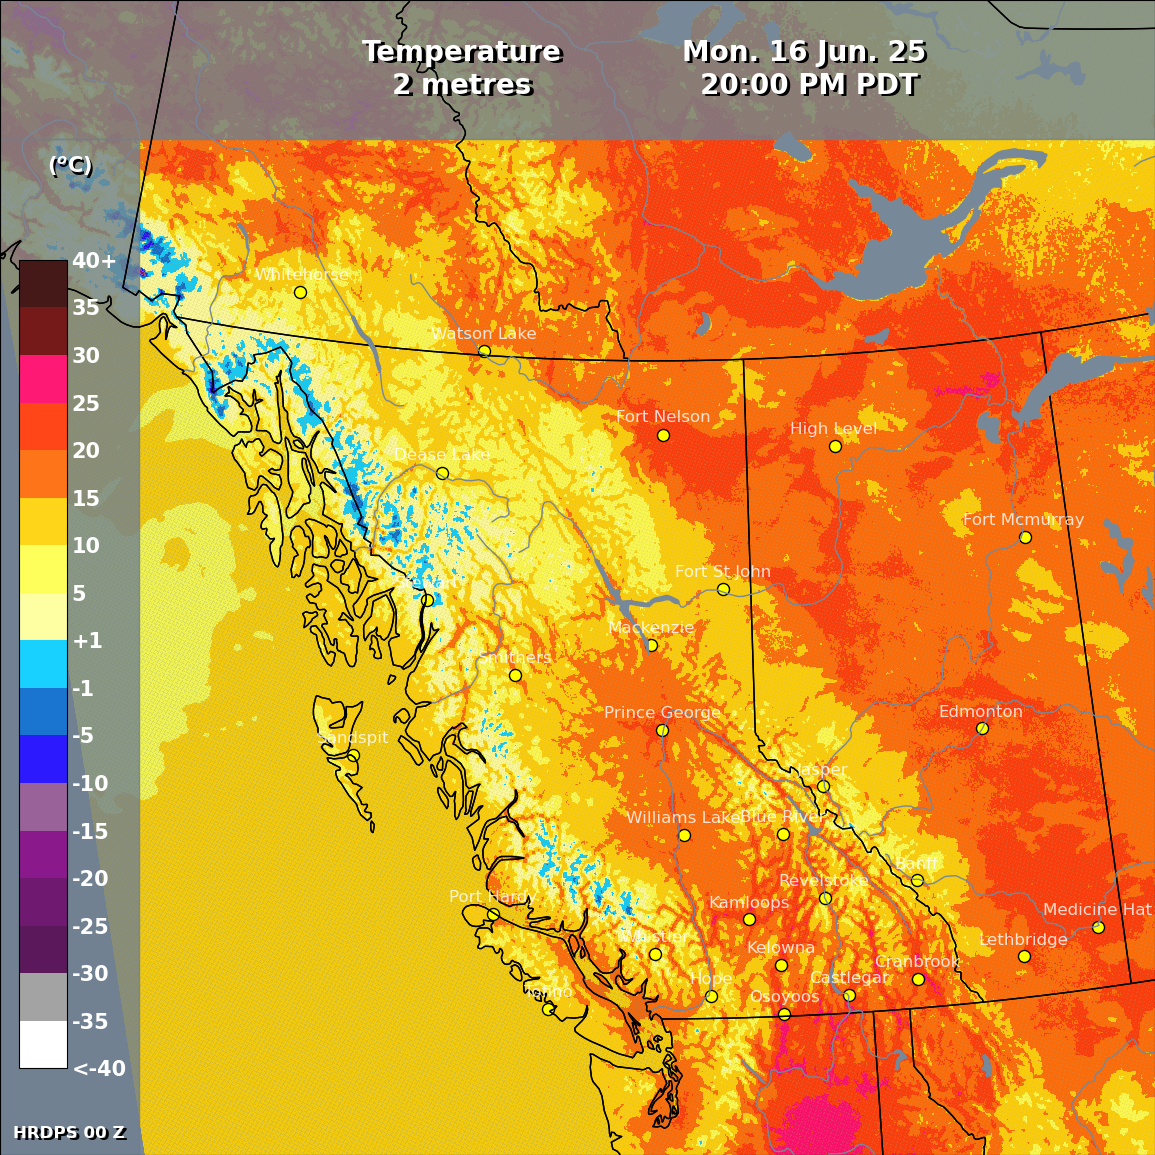 Temperature
2 metres
Mon. 16 Jun. 25
20:00 PM PDT
(°C)
40+
35
30
25
20
15
10
5
+1
-1
-5
-10
-15
-20
-25
-30
-35
<-40
Whitehorse
Watson Lake
Fort Nelson
High Level
Dease Lake
Fort Mcmurray
Fort St John
Mackenzie
Smithers
Prince George
Edmonton
Sandspit
Jasper
Williams Lake
Blue River
Banff
Revelstoke
Port Hardy
Kamloops
Medicine Hat
Whistler
Kelowna
Lethbridge
Cranbrook
Hope
Castlegar
Tofino
Osoyoos
HRDPS 00 Z